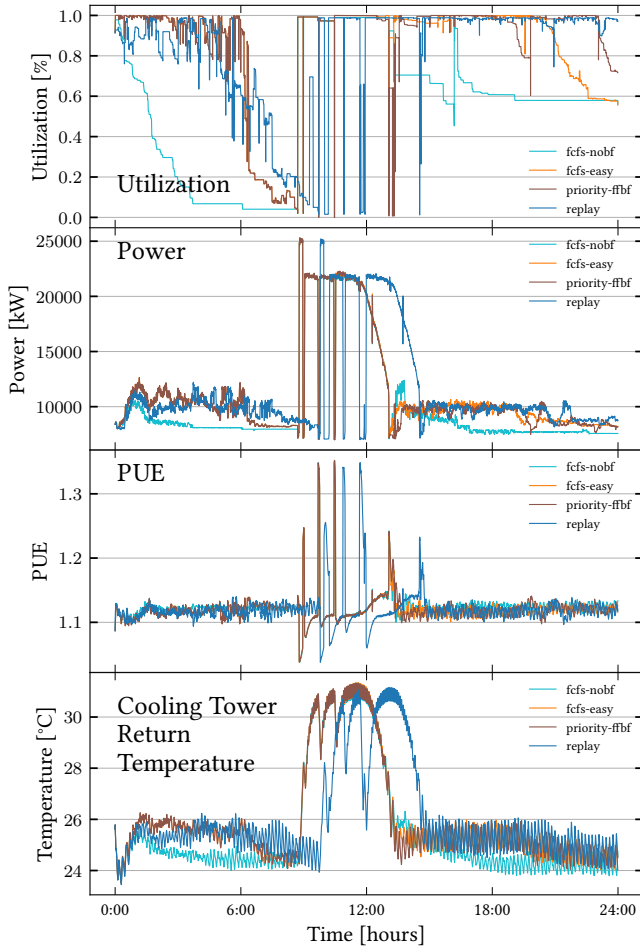 1.0
0.8
0.6
0.4
0.2
0.0
Utilization [%]
Utilization
fcfs-nobf
fcfs-easy
priority-ffbf
replay
25000
20000
15000
10000
Power [kW]
Power
fcfs-nobf
fcfs-easy
priority-ffbf
replay
1.3
1.2
1.1
PUE
PUE
fcfs-nobf
fcfs-easy
priority-ffbf
replay
30
28
26
24
Temperature [°C]
Cooling Tower
Return
Temperature
fcfs-nobf
fcfs-easy
priority-ffbf
replay
0:00 6:00 12:00 18:00 24:00
Time [hours]